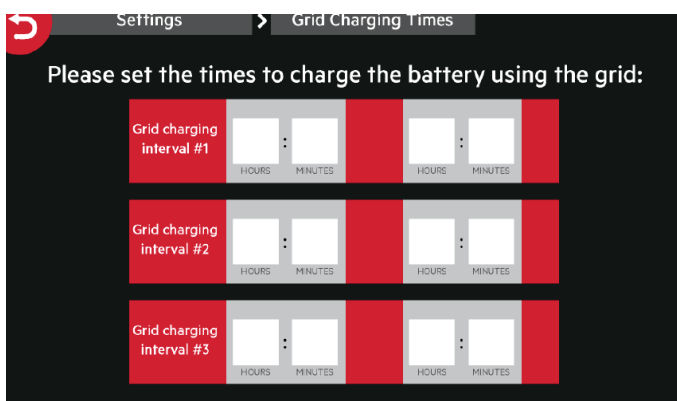 Settings > Grid Charging Times
Please set the times to charge the battery using the grid:
Grid charging
interval #1
: :
HOURS MINUTES HOURS MINUTES
Grid charging
interval #2
: :
HOURS MINUTES HOURS MINUTES
Grid charging
interval #3
: :
HOURS MINUTES HOURS MINUTES